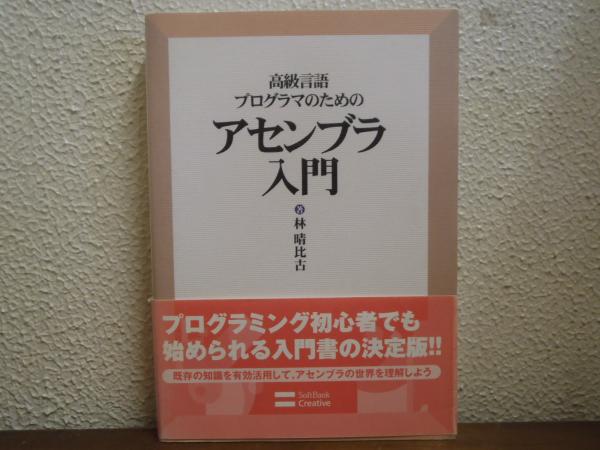 高級言語
プログラマのための
アセンブラ
入門
著 林 晴比古
プログラミング初心者でも
始められる入門書の決定版!!
既存の知識を有効活用して、アセンブラの世界を理解しよう
SoftBank
Creative